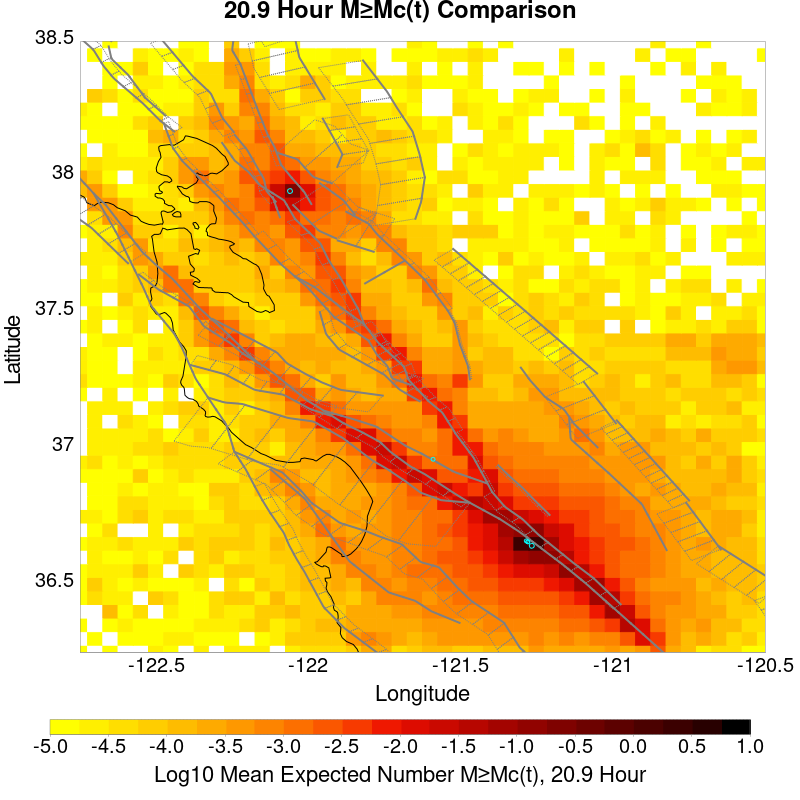 20.9 Hour M≥Mc(t) Comparison
38.5
38
37.5
37
36.5
Latitude
-122.5 -122 -121.5 -121 -120.5
Longitude
-5.0 -4.5 -4.0 -3.5 -3.0 -2.5 -2.0 -1.5 -1.0 -0.5 0.0 0.5 1.0
Log10 Mean Expected Number M≥Mc(t), 20.9 Hour